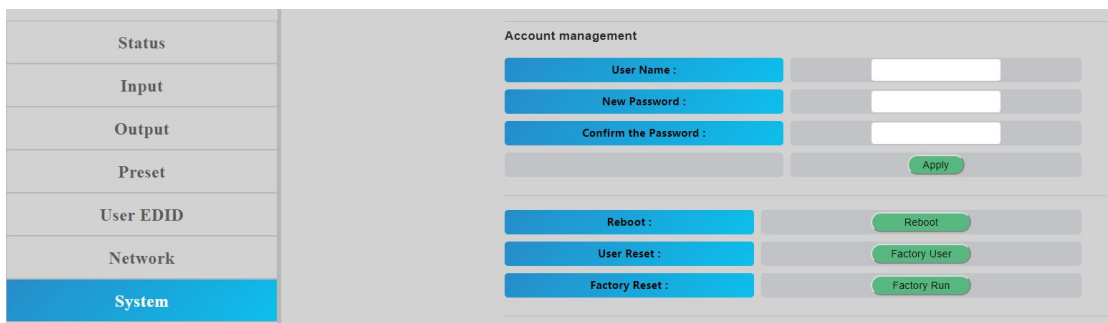 Status
Input
Output
Preset
User EDID
Network
System
Account management
User Name :
New Password :
Confirm the Password :
Apply
Reboot : Reboot
User Reset : Factory User
Factory Reset : Factory Run